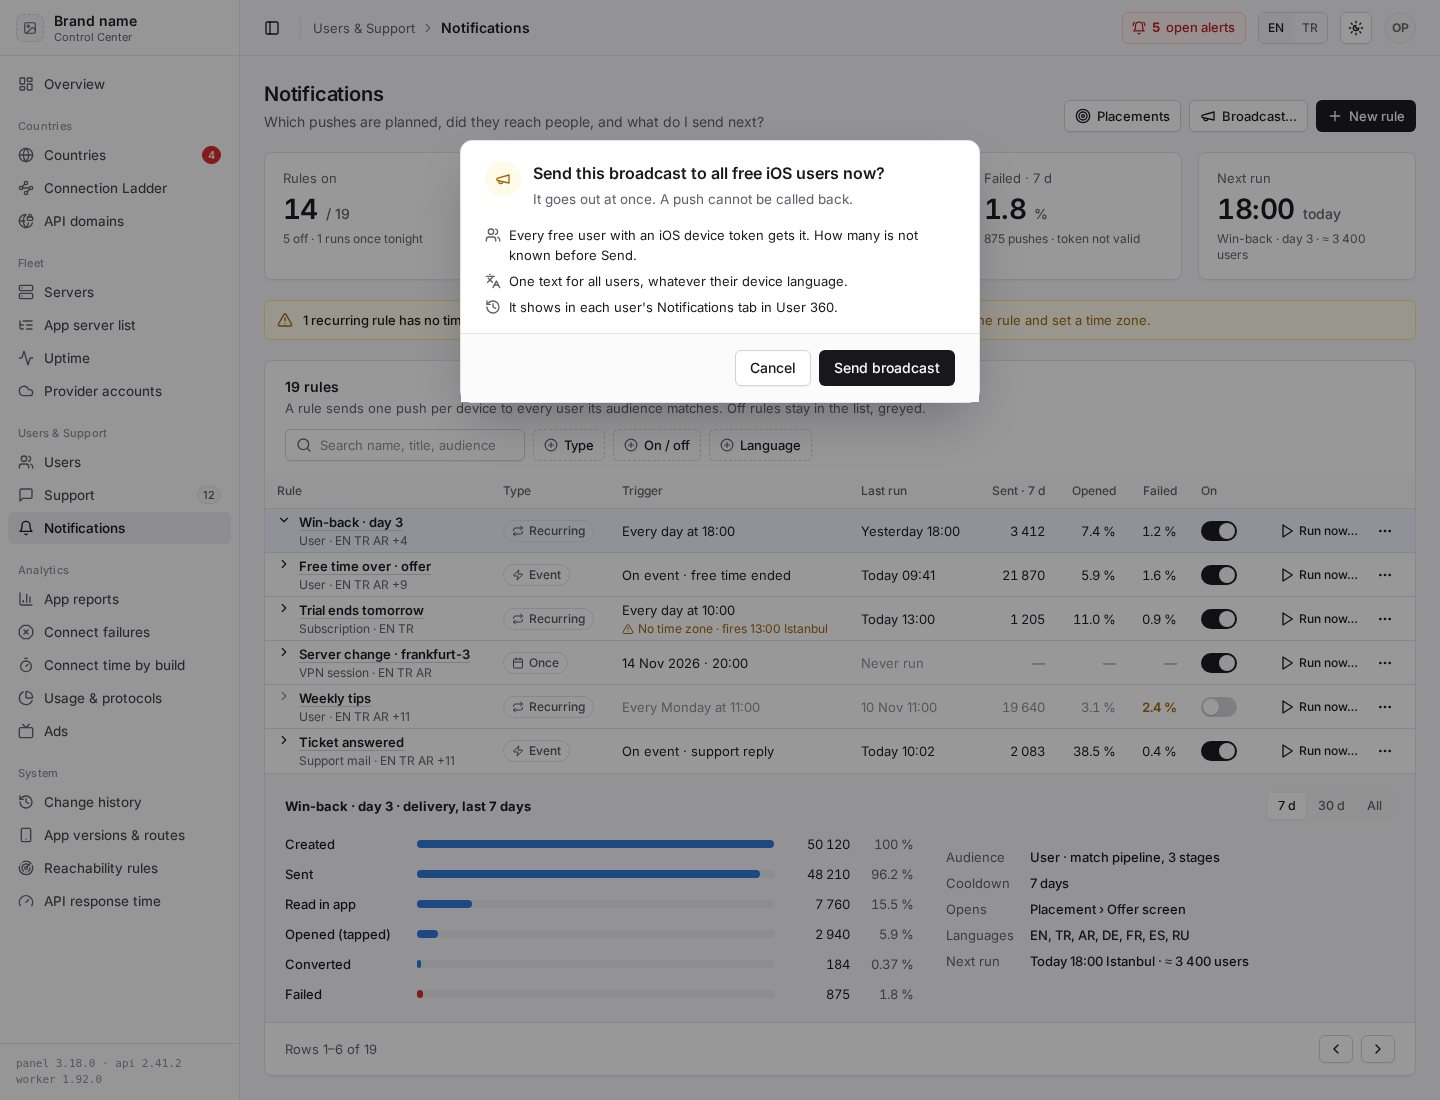 Brand name
Control Center
Overview
Countries
Countries 4
Connection Ladder
API domains
Fleet
Servers
App server list
Uptime
Provider accounts
Users & Support
Users
Support 12
Notifications
Analytics
App reports
Connect failures
Connect time by build
Usage & protocols
Ads
System
Change history
App versions & routes
Reachability rules
API response time
panel 3.18.0 · api 2.41.2
worker 1.92.0
Users & Support Notifications
5 open alerts EN TR OP
Notifications
Which pushes are planned, did they reach people, and what do I send next?
Placements Broadcast... New rule
Rules on
14 / 19
5 off · 1 runs once tonight
Failed · 7 d
1.8 %
875 pushes · token not valid
Next run
18:00 today
Win-back · day 3 · ≈ 3 400
users
Send this broadcast to all free iOS users now?
It goes out at once. A push cannot be called back.
Every free user with an iOS device token gets it. How many is not
known before Send.
One text for all users, whatever their device language.
It shows in each user's Notifications tab in User 360.
Cancel Send broadcast
1 recurring rule has no tim
ne rule and set a time zone.
19 rules
A rule sends one push per device to every user its audience matches. Off rules stay in the list, greyed.
Search name, title, audience Type On / off Language
Rule Type Trigger Last run Sent · 7 d Opened Failed On
Win-back · day 3 Recurring Every day at 18:00 Yesterday 18:00 3 412 7.4 % 1.2 % Run now...
User · EN TR AR +4
Free time over · offer Event On event · free time ended Today 09:41 21 870 5.9 % 1.6 % Run now...
User · EN TR AR +9
Trial ends tomorrow Recurring Every day at 10:00 Today 13:00 1 205 11.0 % 0.9 % Run now...
Subscription · EN TR No time zone · fires 13:00 Istanbul
Server change · frankfurt-3 Once 14 Nov 2026 · 20:00 Never run — — — Run now...
VPN session · EN TR AR
Weekly tips Recurring Every Monday at 11:00 10 Nov 11:00 19 640 3.1 % 2.4 % Run now...
User · EN TR AR +11
Ticket answered Event On event · support reply Today 10:02 2 083 38.5 % 0.4 % Run now...
Support mail · EN TR AR +11
Win-back · day 3 · delivery, last 7 days 7 d 30 d All
Created 50 120 100 %
Sent 48 210 96.2 %
Read in app 7 760 15.5 %
Opened (tapped) 2 940 5.9 %
Converted 184 0.37 %
Failed 875 1.8 %
Audience User · match pipeline, 3 stages
Cooldown 7 days
Opens Placement › Offer screen
Languages EN, TR, AR, DE, FR, ES, RU
Next run Today 18:00 Istanbul · ≈ 3 400 users
Rows 1–6 of 19